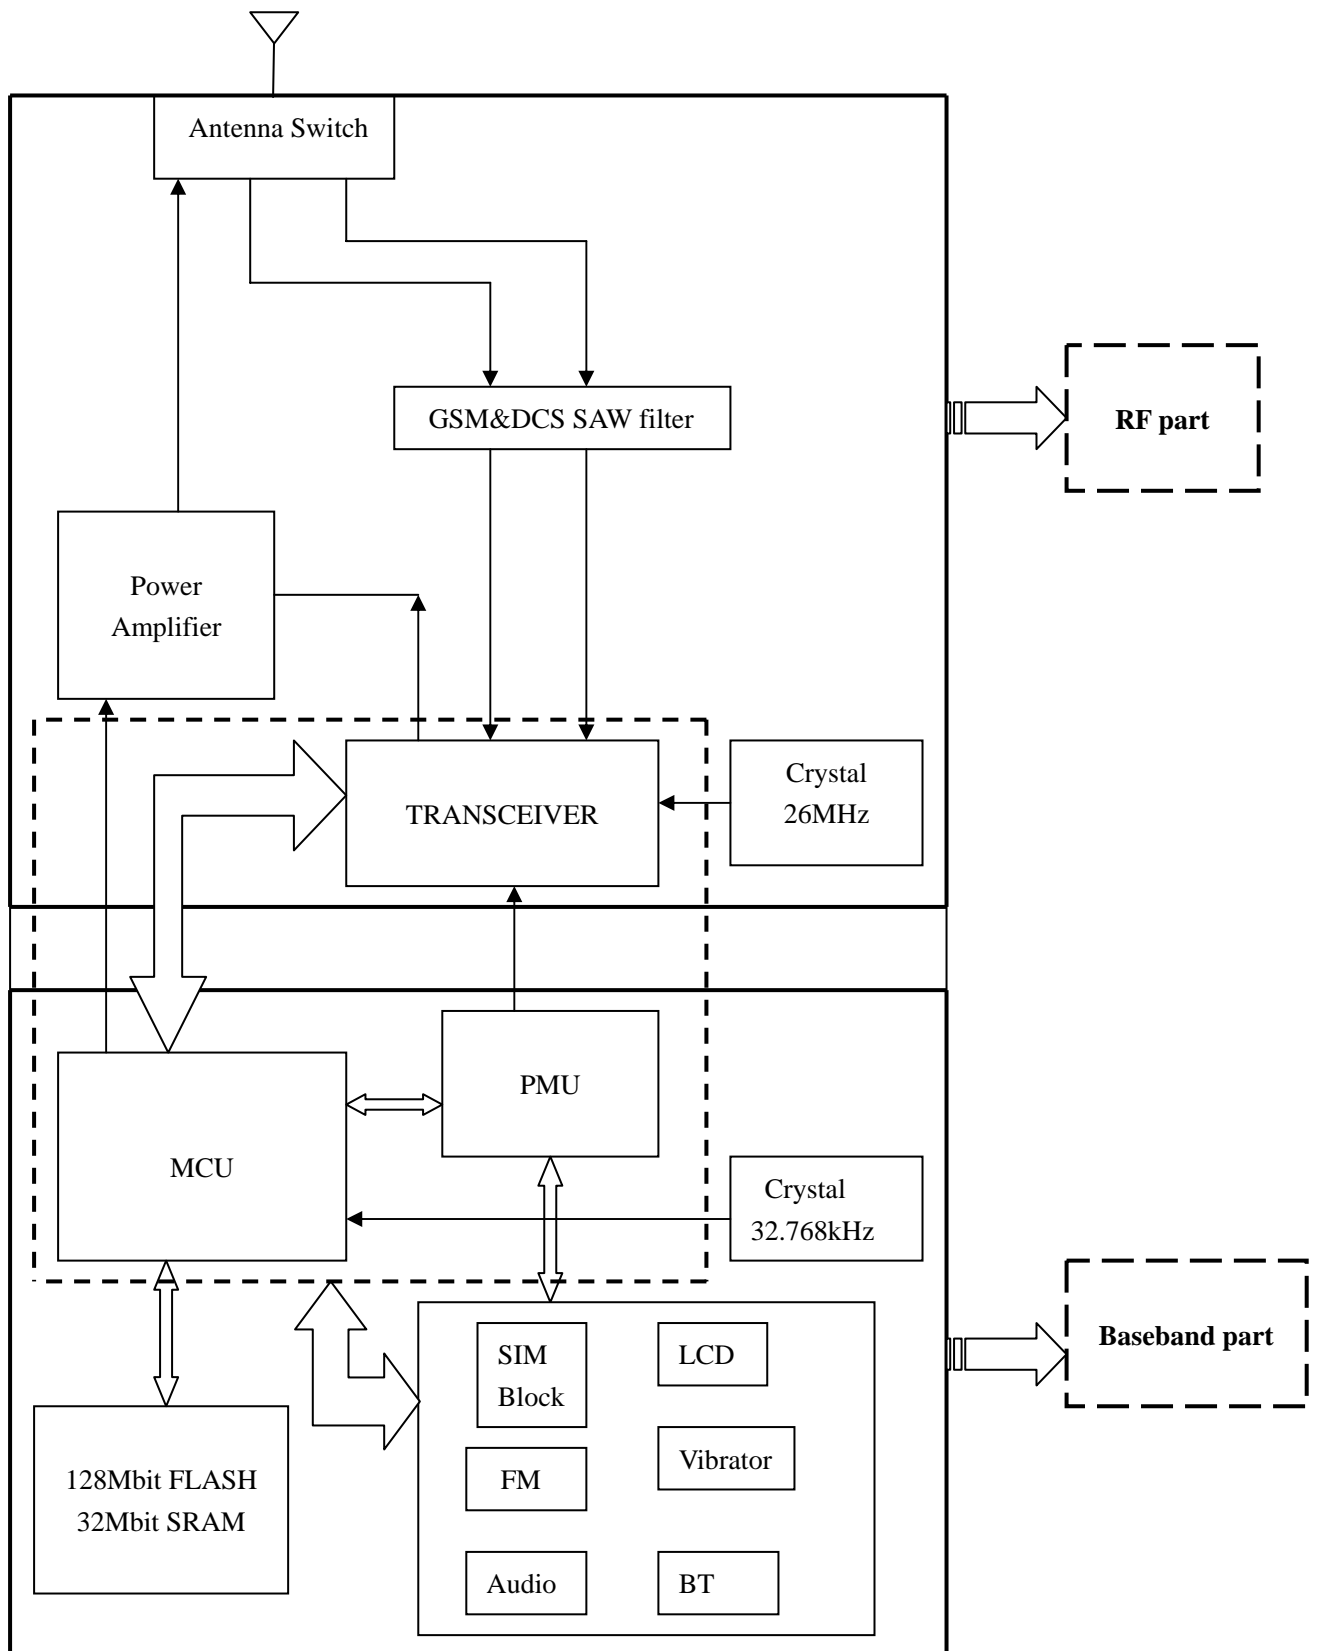 Antenna Switch
GSM&DCS SAW filter
RF part
Power
Amplifier
Crystal
26MHz
TRANSCEIVER
PMU
MCU
Crystal
32.768kHz
Baseband part
SIM
Block
LCD
Vibrator
FM
128Mbit FLASH
32Mbit SRAM
Audio
BT